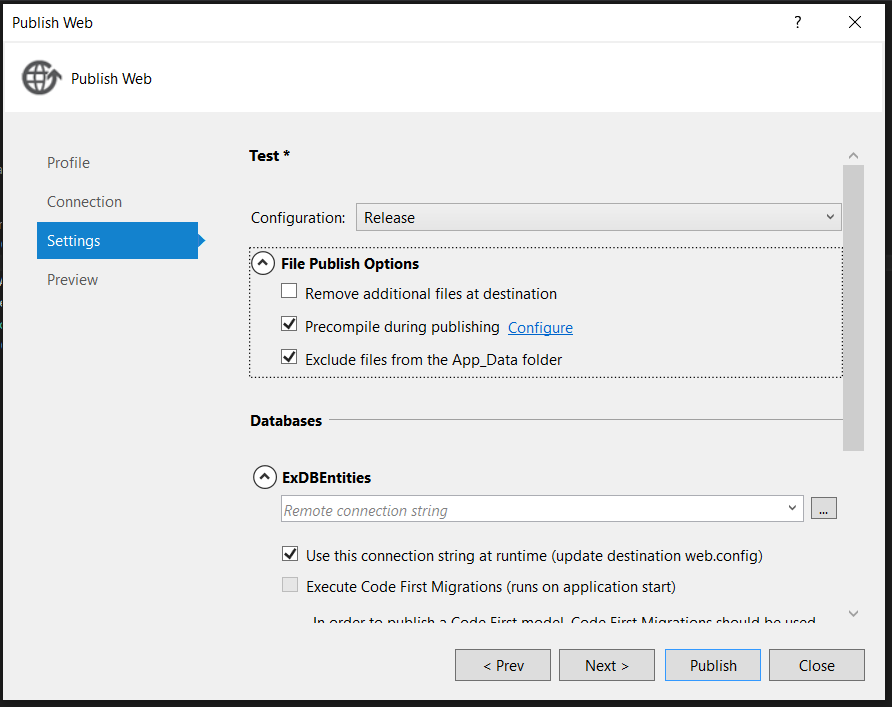 Publish Web
?
Publish Web
Profile
Connection
Settings
Preview
Test *
Configuration: Release
File Publish Options
Remove additional files at destination
Precompile during publishing Configure
Exclude files from the App_Data folder
Databases
ExDBEntities
Remote connection string
...
Use this connection string at runtime (update destination web.config)
Execute Code First Migrations (runs on application start)
In order to publish a Code First model, Code First Migrations should be used
< Prev Next > Publish Close